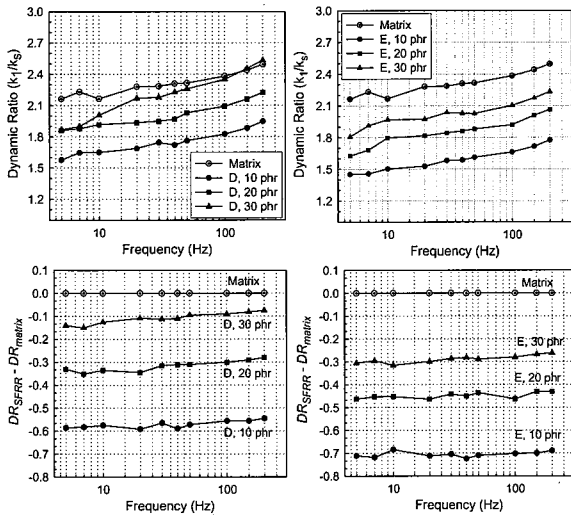 Dynamic Ratio (k₁/kₛ)
3.0
2.7
2.4
2.1
1.8
1.5
1.2
Matrix
D, 10 phr
D, 20 phr
D, 30 phr
10
100
Frequency (Hz)
Dynamic Ratio (k₁/kₛ)
3.0
2.7
2.4
2.1
1.8
1.5
1.2
Matrix
E, 10 phr
E, 20 phr
E, 30 phr
10
100
Frequency (Hz)
DR_SFRR - DR_matrix
0.1
0.0
-0.1
-0.2
-0.3
-0.4
-0.5
-0.6
-0.7
-0.8
Matrix
D, 30 phr
D, 20 phr
D, 10 phr
10
100
Frequency (Hz)
DR_SFRR - DR_matrix
0.1
0.0
-0.1
-0.2
-0.3
-0.4
-0.5
-0.6
-0.7
-0.8
Matrix
E, 30 phr
E, 20 phr
E, 10 phr
10
100
Frequency (Hz)